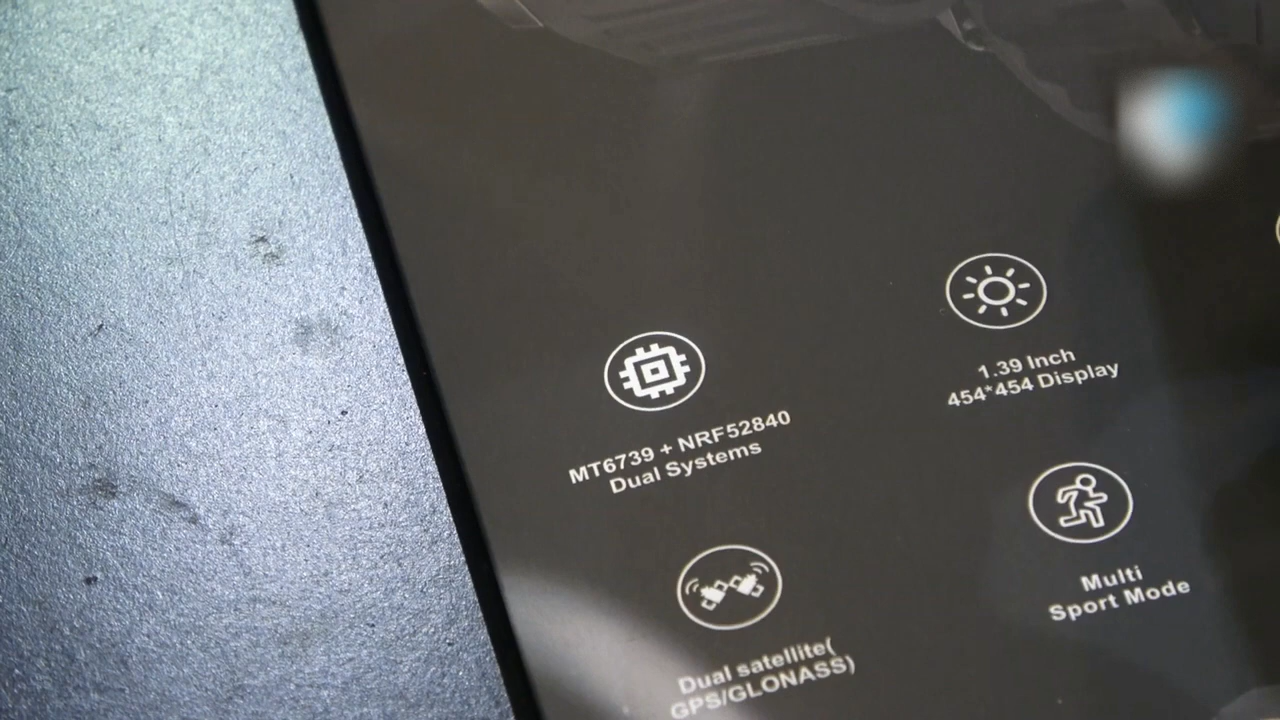 MT6739 + NRF52840
Dual Systems
1.39 Inch
454*454 Display
Dual satellite(
GPS/GLONASS)
Multi
Sport Mode